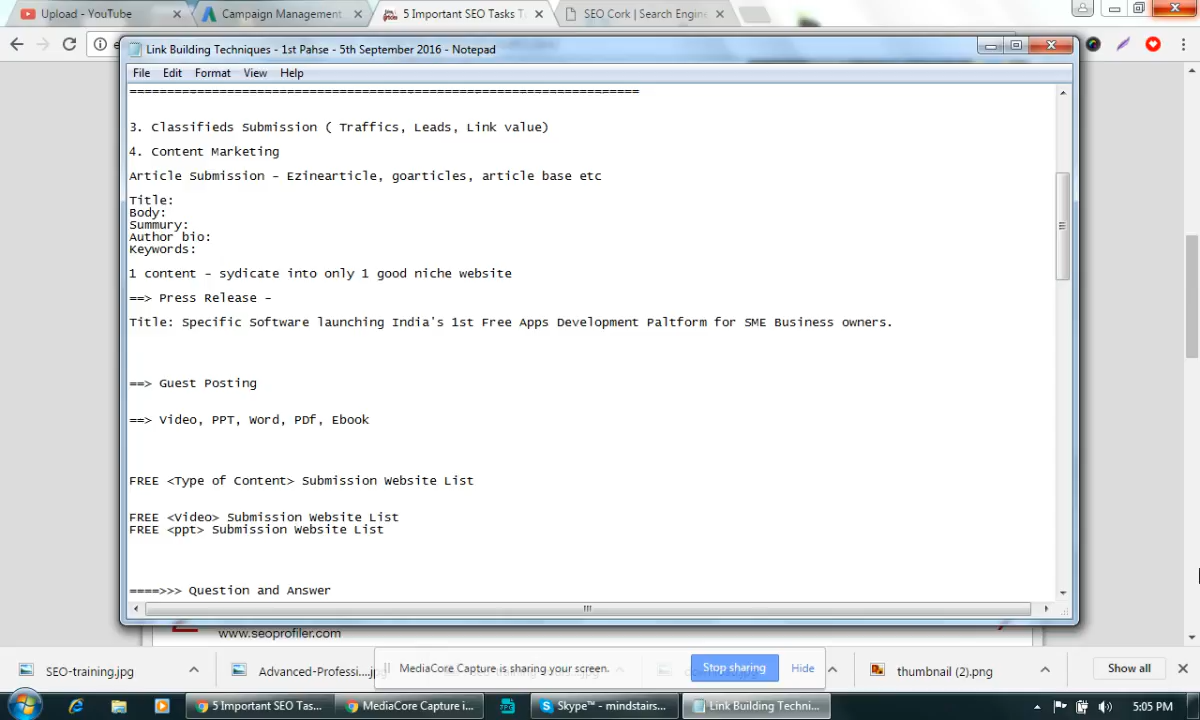 Upload - YouTube
Campaign Management
5 Important SEO Tasks T
SEO Cork | Search Engin
Link Building Techniques - 1st Pahse - 5th September 2016 - Notepad
File Edit Format View Help
====================================================================
3. Classifieds Submission ( Traffics, Leads, Link value)
4. Content Marketing
Article Submission - Ezinearticle, goarticles, article base etc
Title:
Body:
Summury:
Author bio:
Keywords:
1 content - sydicate into only 1 good niche website
==> Press Release -
Title: Specific Software launching India's 1st Free Apps Development Paltform for SME Business owners.
==> Guest Posting
==> Video, PPT, Word, PDf, Ebook
FREE <Type of Content> Submission Website List
FREE <Video> Submission Website List
FREE <ppt> Submission Website List
====>>> Question and Answer
www.seoprofiler.com
SEO-training.jpg
Advanced-Professi....jpg
MediaCore Capture is sharing your screen.
Stop sharing
Hide
thumbnail (2).png
Show all
5 Important SEO Tas...
MediaCore Capture i...
Skype™ - mindstairs...
Link Building Techni...
5:05 PM